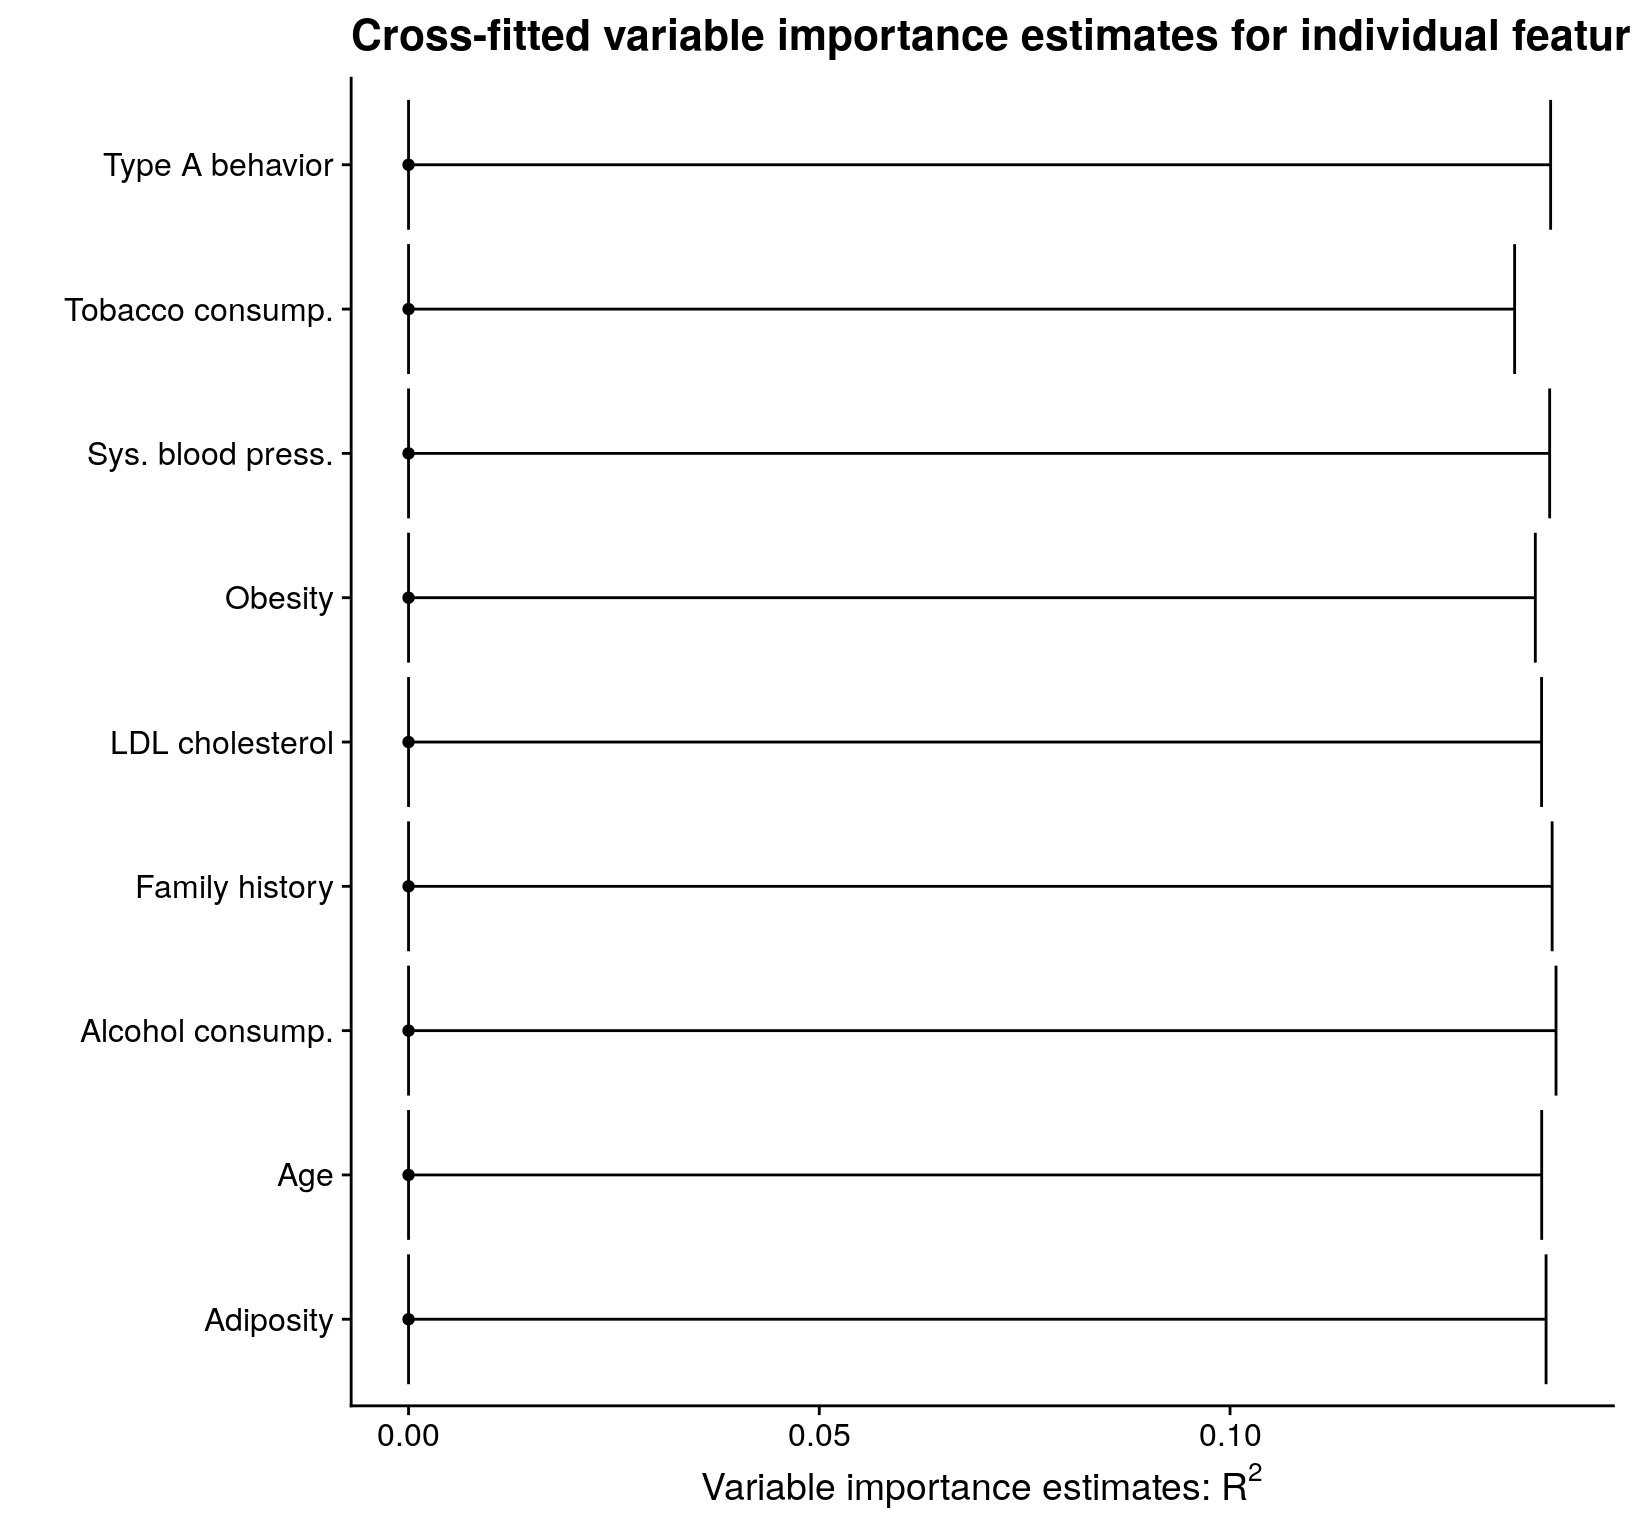 Cross-fitted variable importance estimates for individual featur
Type A behavior
Tobacco consump.
Sys. blood press.
Obesity
LDL cholesterol
Family history
Alcohol consump.
Age
Adiposity
0.00 0.05 0.10
Variable importance estimates: R²